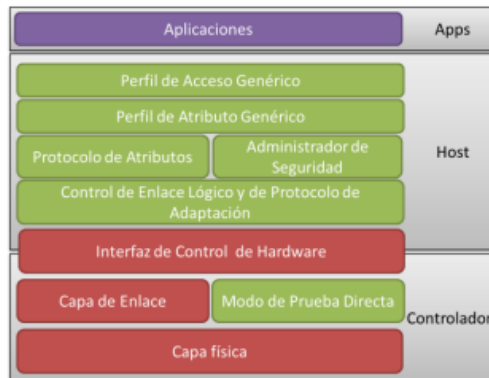 Aplicaciones
Apps
Perfil de Acceso Genérico
Perfil de Atributo Genérico
Protocolo de Atributos
Administrador de
Seguridad
Host
Control de Enlace Lógico y de Protocolo de
Adaptación
Interfaz de Control de Hardware
Capa de Enlace
Modo de Prueba Directa
Controlador
Capa física